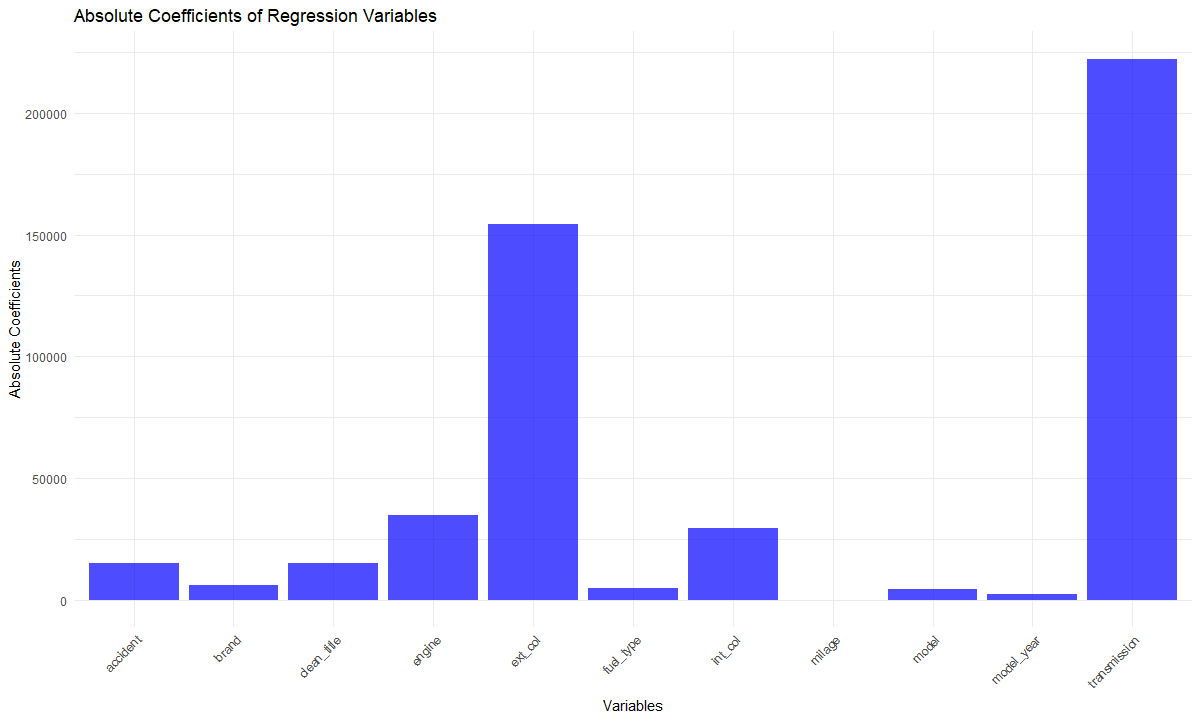 Absolute Coefficients of Regression Variables
Absolute Coefficients
200000
150000
100000
50000
0
accident
brand
clean_title
engine
ext_col
fuel_type
int_col
milage
model
model_year
transmission
Variables